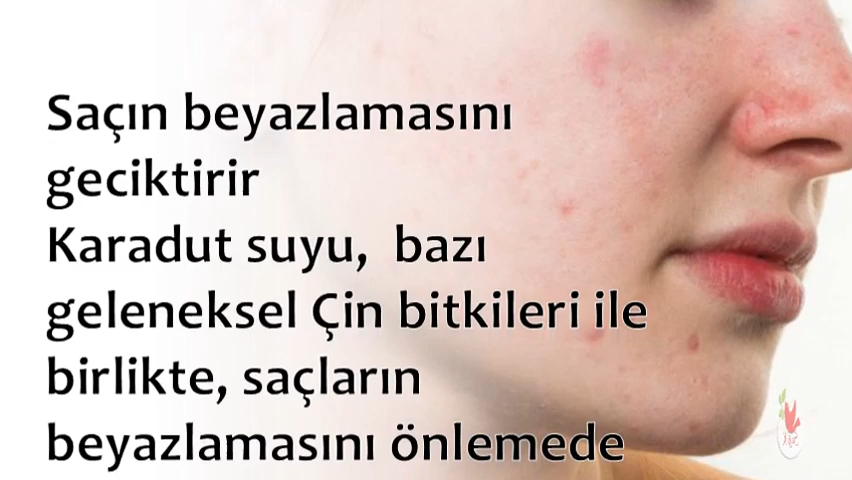 Saçın beyazlamasını
geciktirir
Karadut suyu, bazı
geleneksel Çin bitkileri ile
birlikte, saçların
beyazlamasını önlemede